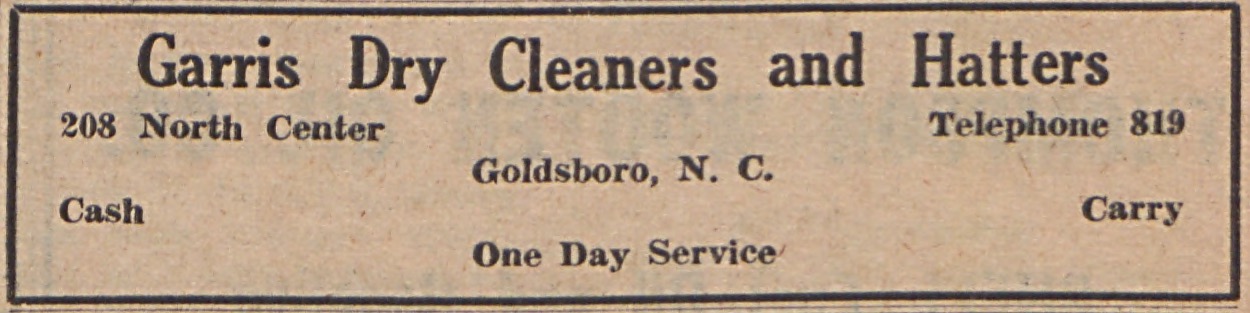 Garris Dry Cleaners and Hatters
208 North Center Telephone 819
Goldsboro, N. C.
Cash Carry
One Day Service